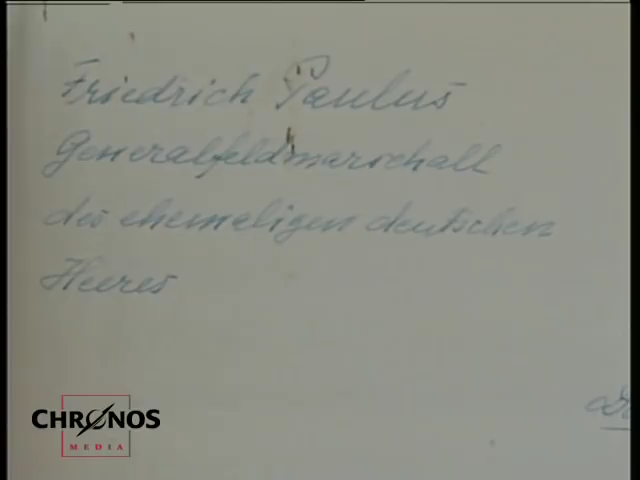 Friedrich Paulus
Generalfeldmarschall
des ehemaligen deutschen
Heeres
CHRONOS
MEDIA